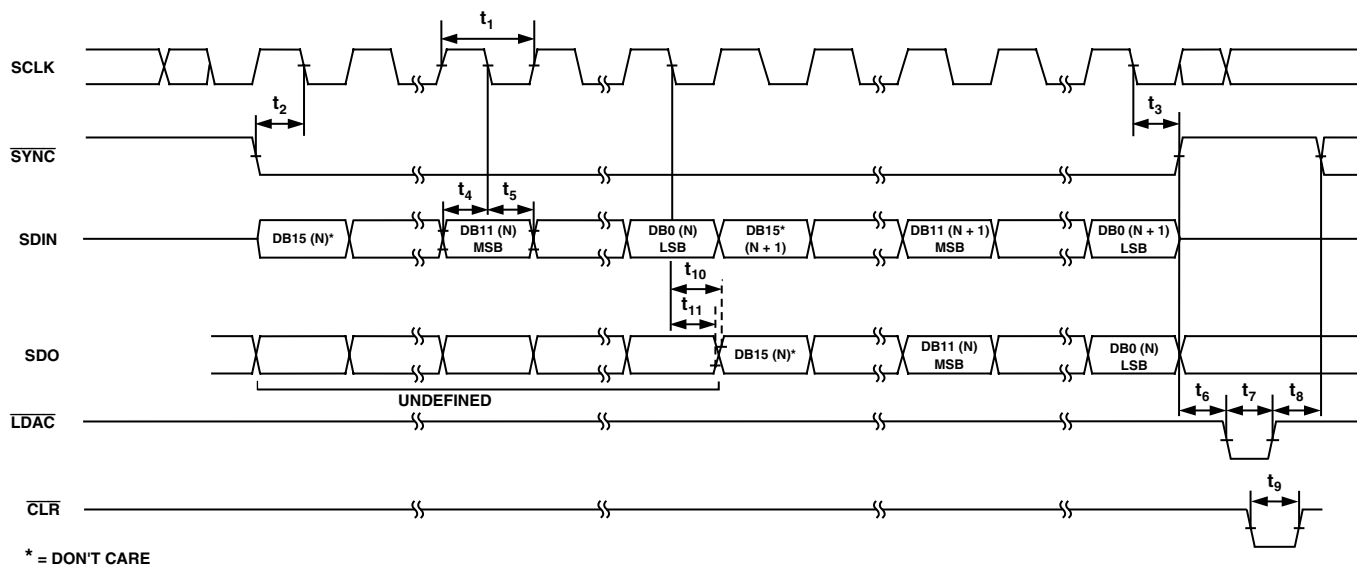 t1
SCLK
t2
t3
SYNC
t4 t5
SDIN
DB15 (N)*
DB11 (N)
MSB
DB0 (N)
LSB
DB15*
(N + 1)
DB11 (N + 1)
MSB
DB0 (N + 1)
LSB
t10
t11
SDO
DB15 (N)*
DB11 (N)
MSB
DB0 (N)
LSB
UNDEFINED
t6 t7 t8
LDAC
t9
CLR
* = DON'T CARE